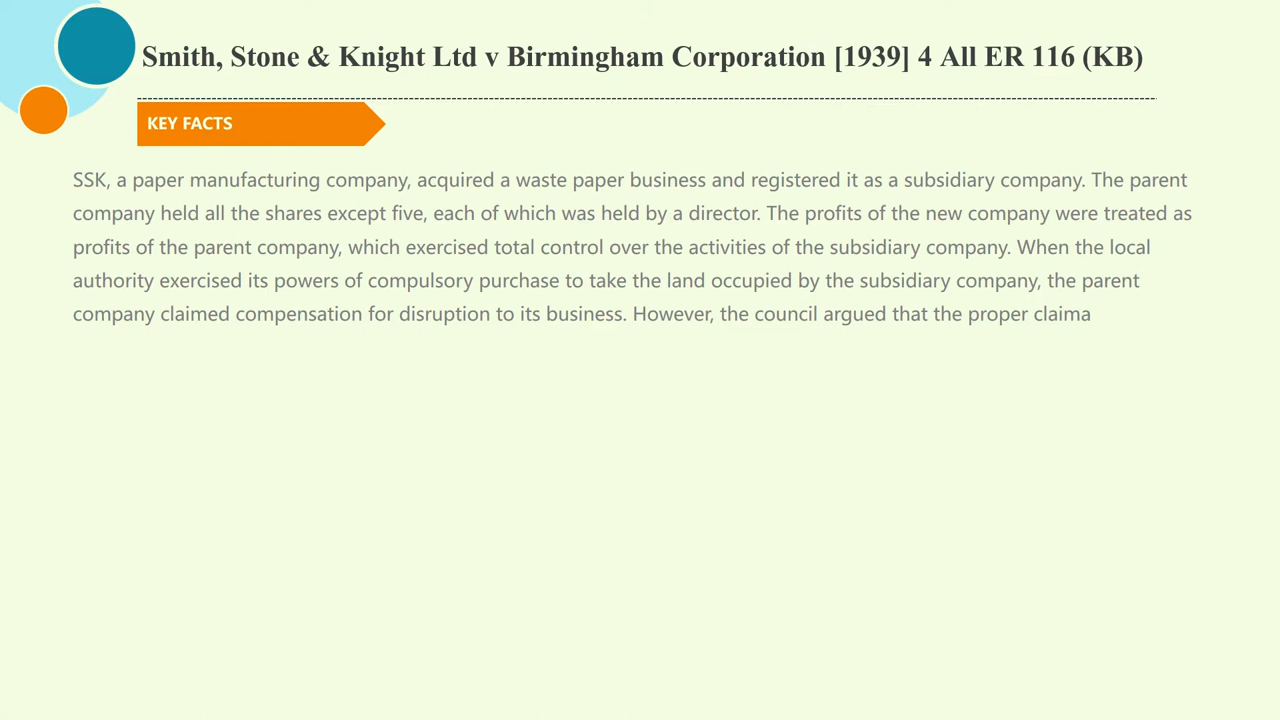 Smith, Stone & Knight Ltd v Birmingham Corporation [1939] 4 All ER 116 (KB)
KEY FACTS
SSK, a paper manufacturing company, acquired a waste paper business and registered it as a subsidiary company. The parent
company held all the shares except five, each of which was held by a director. The profits of the new company were treated as
profits of the parent company, which exercised total control over the activities of the subsidiary company. When the local
authority exercised its powers of compulsory purchase to take the land occupied by the subsidiary company, the parent
company claimed compensation for disruption to its business. However, the council argued that the proper claima